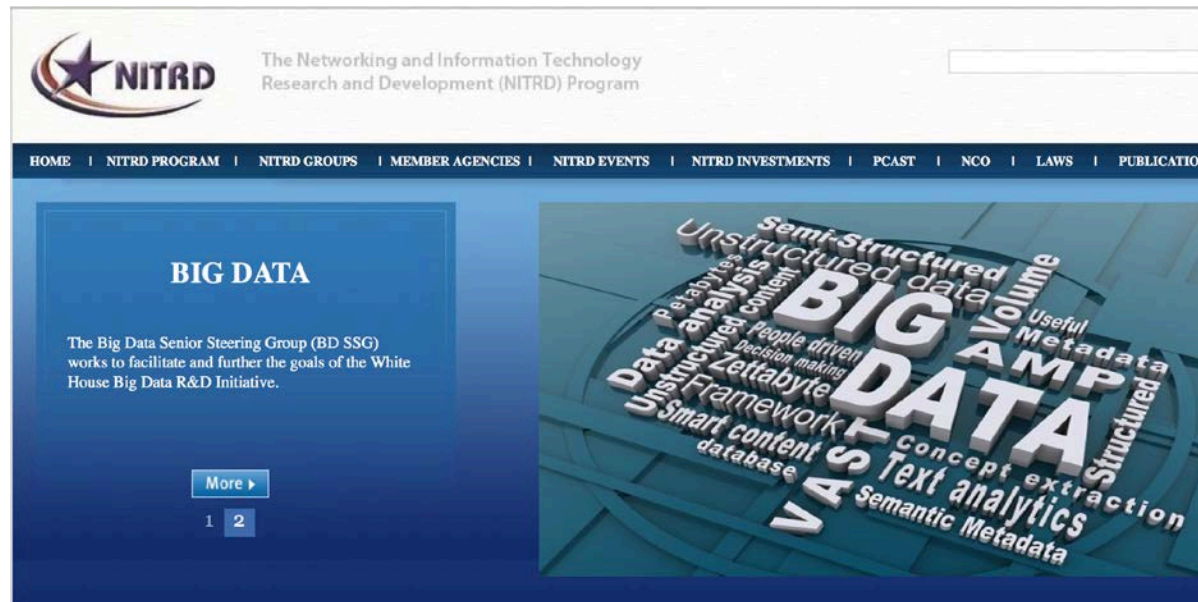 NITRD
The Networking and Information Technology
Research and Development (NITRD) Program
HOME | NITRD PROGRAM | NITRD GROUPS | MEMBER AGENCIES | NITRD EVENTS | NITRD INVESTMENTS | PCAST | NCO | LAWS | PUBLICATIO
BIG DATA
The Big Data Senior Steering Group (BD SSG)
works to facilitate and further the goals of the White
House Big Data R&D Initiative.
More
1 2
Semi-Structured
Unstructured data
Volume
Petabytes
analysis
content
Data
Unstructured
BIG
Useful
Metadata
People driven
Decision making
AMP
Zettabyte
DATA
Framework
Structured
Smart content
database
VAST
Concept extraction
Text analytics
Semantic Metadata